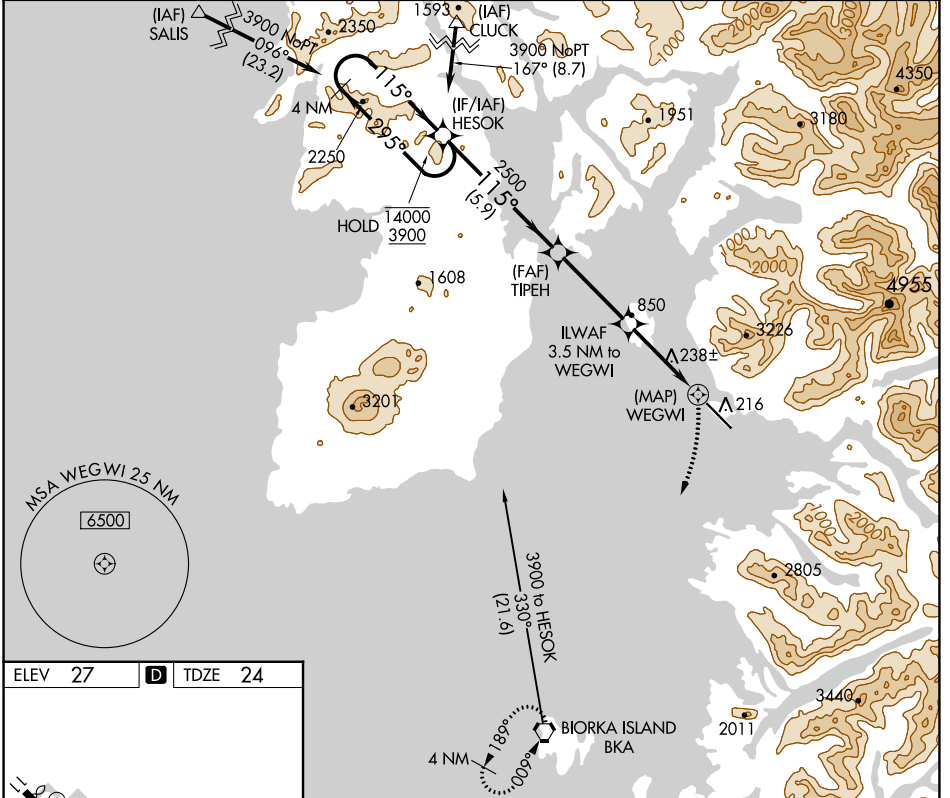 (IAF)
SALIS
3900 NoPT
096°
(23.2)
2350
1593
(IAF)
CLUCK
3900 NoPT
167° (8.7)
4 NM
115°
295°
2250
(IF/IAF)
HESOK
HOLD
14000
3900
2500
115°
(5.9)
1951
3180
4350
1000
1000
2000
3000
4955
3226
(FAF)
TIPEH
1608
850
ILWAF
3.5 NM to
WEGWI
238±
(MAP)
WEGWI
216
3201
MSA WEGWI 25 NM
6500
3900 to HESOK
330°
(21.6)
1000
2805
3440
2011
BIORKA ISLAND
BKA
4 NM
189°
009°
ELEV 27
D
TDZE 24
11